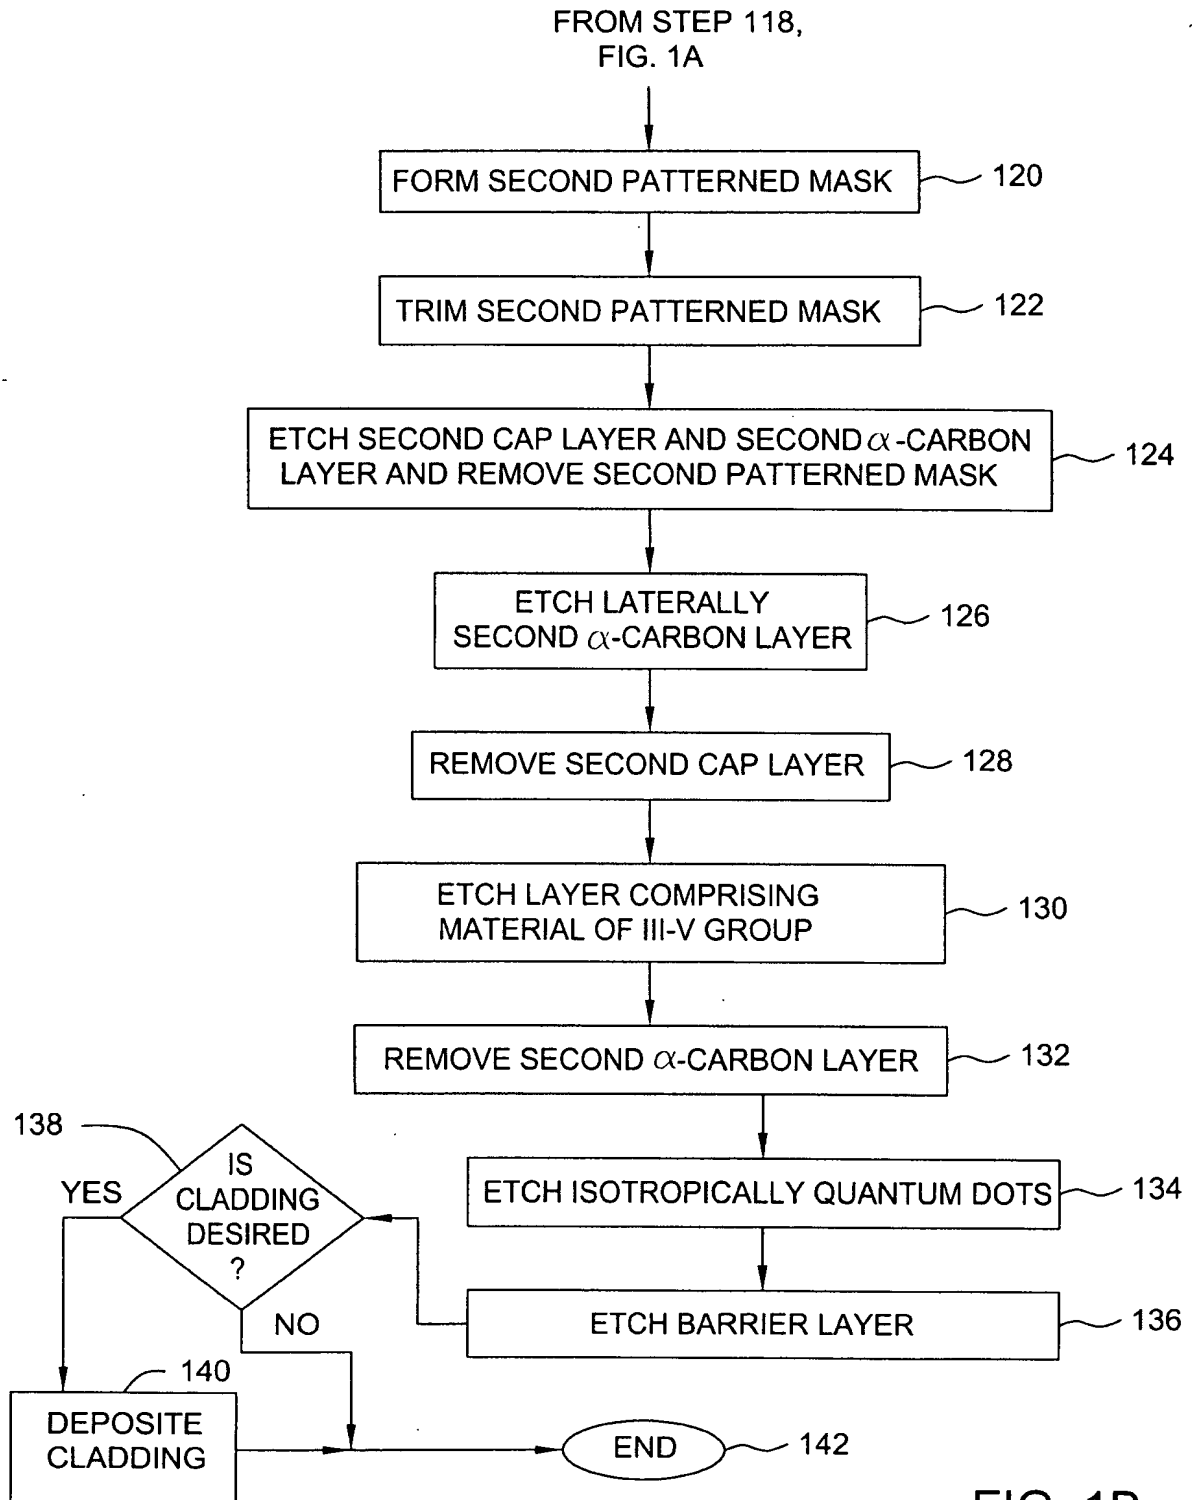 FROM STEP 118,
FIG. 1A
FORM SECOND PATTERNED MASK
120
TRIM SECOND PATTERNED MASK
122
ETCH SECOND CAP LAYER AND SECOND α-CARBON
LAYER AND REMOVE SECOND PATTERNED MASK
124
ETCH LATERALLY
SECOND α-CARBON LAYER
126
REMOVE SECOND CAP LAYER
128
ETCH LAYER COMPRISING
MATERIAL OF III-V GROUP
130
REMOVE SECOND α-CARBON LAYER
132
ETCH ISOTROPICALLY QUANTUM DOTS
134
ETCH BARRIER LAYER
136
138
IS
CLADDING
DESIRED
?
YES
NO
140
DEPOSITE
CLADDING
END
142
FIG. 1B